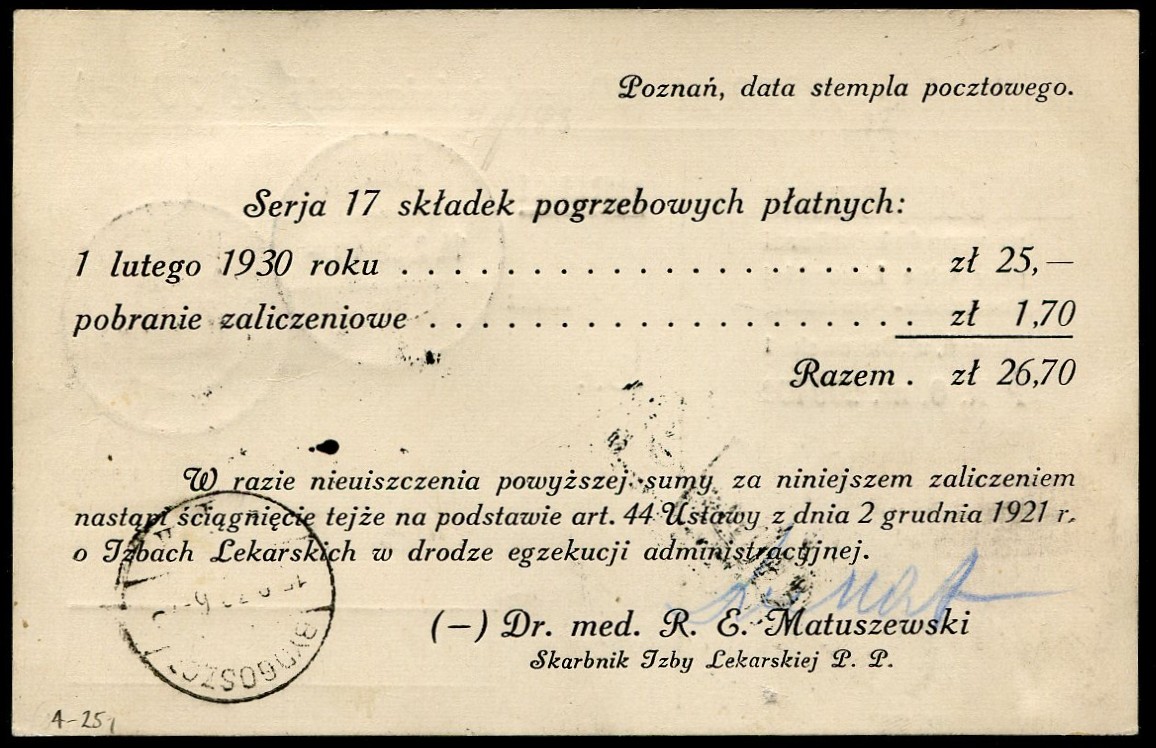 Poznań, data stempla pocztowego.
Serja 17 składek pogrzebowych płatnych:
1 lutego 1930 roku . . . . . . . . . . . . . . . . . . . . . . zł 25,—
pobranie zaliczeniowe . . . . . . . . . . . . . . . . . . . . zł 1,70
Razem . zł 26,70
W razie nieuiszczenia powyższej sumy za niniejszem zaliczeniem
nastąpi ściągnięcie tejże na podstawie art. 44 Ustawy z dnia 2 grudnia 1921 r.
o Izbach Lekarskich w drodze egzekucji administracyjnej.
(—) Dr. med. R. E. Matuszewski
Skarbnik Izby Lekarskiej P. P.
4-25